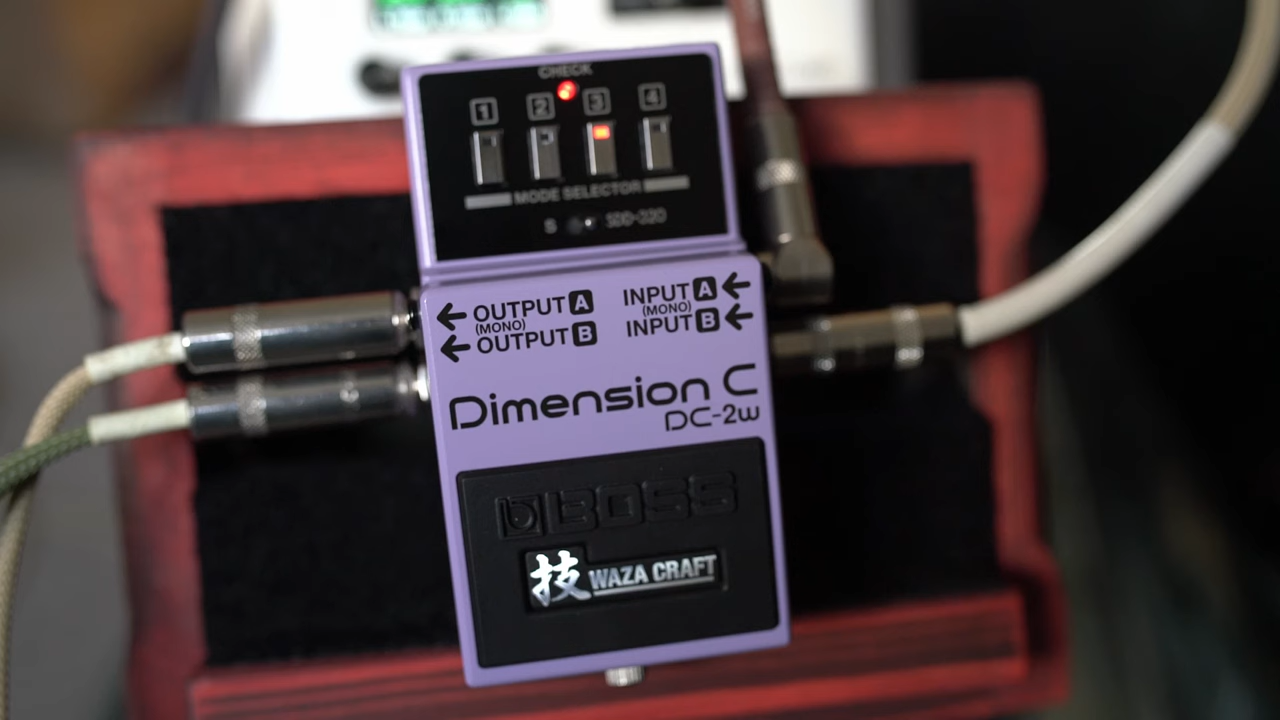 CHECK
1 2 3 4
MODE SELECTOR
S SDD-320
OUTPUT A
(MONO)
OUTPUT B
INPUT A
(MONO)
INPUT B
Dimension C
DC-2w
BOSS
技 WAZA CRAFT